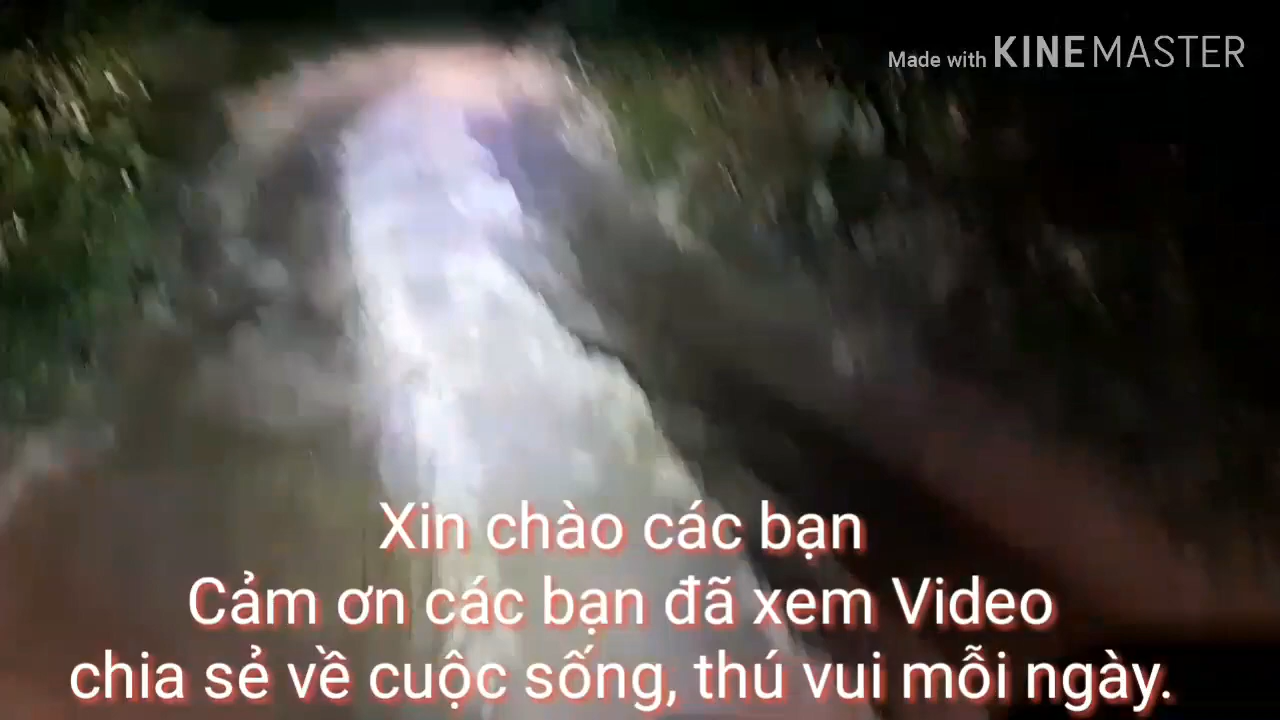 Made with KINEMASTER
Xin chào các bạn
Cảm ơn các bạn đã xem Video
chia sẻ về cuộc sống, thú vui mỗi ngày.